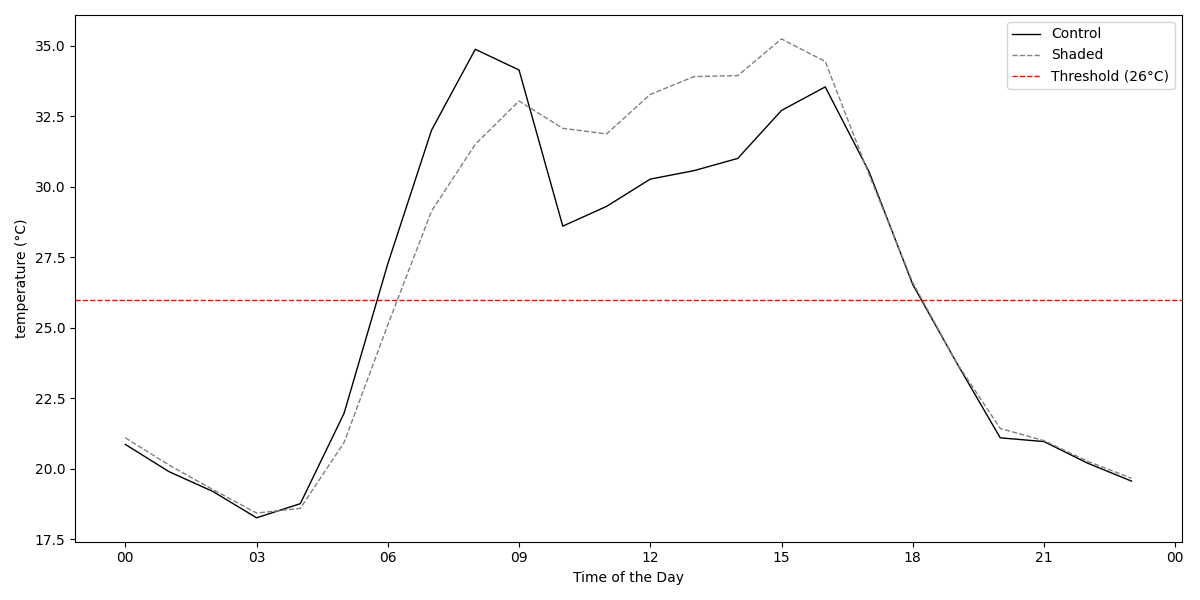 Control
Shaded
Threshold (26°C)
35.0
32.5
30.0
27.5
25.0
22.5
20.0
17.5
temperature (°C)
00 03 06 09 12 15 18 21 00
Time of the Day